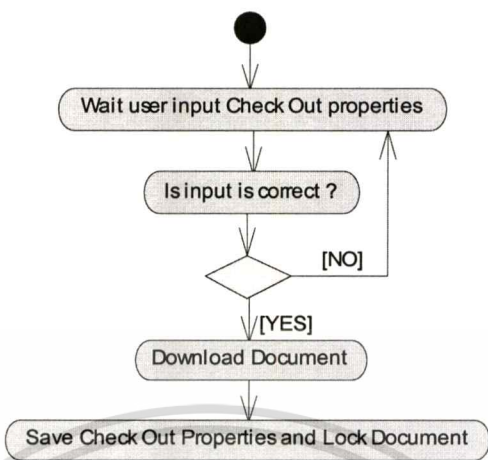 Wait user input Check Out properties
Is input is correct ?
[NO]
[YES]
Download Document
Save Check Out Properties and Lock Document